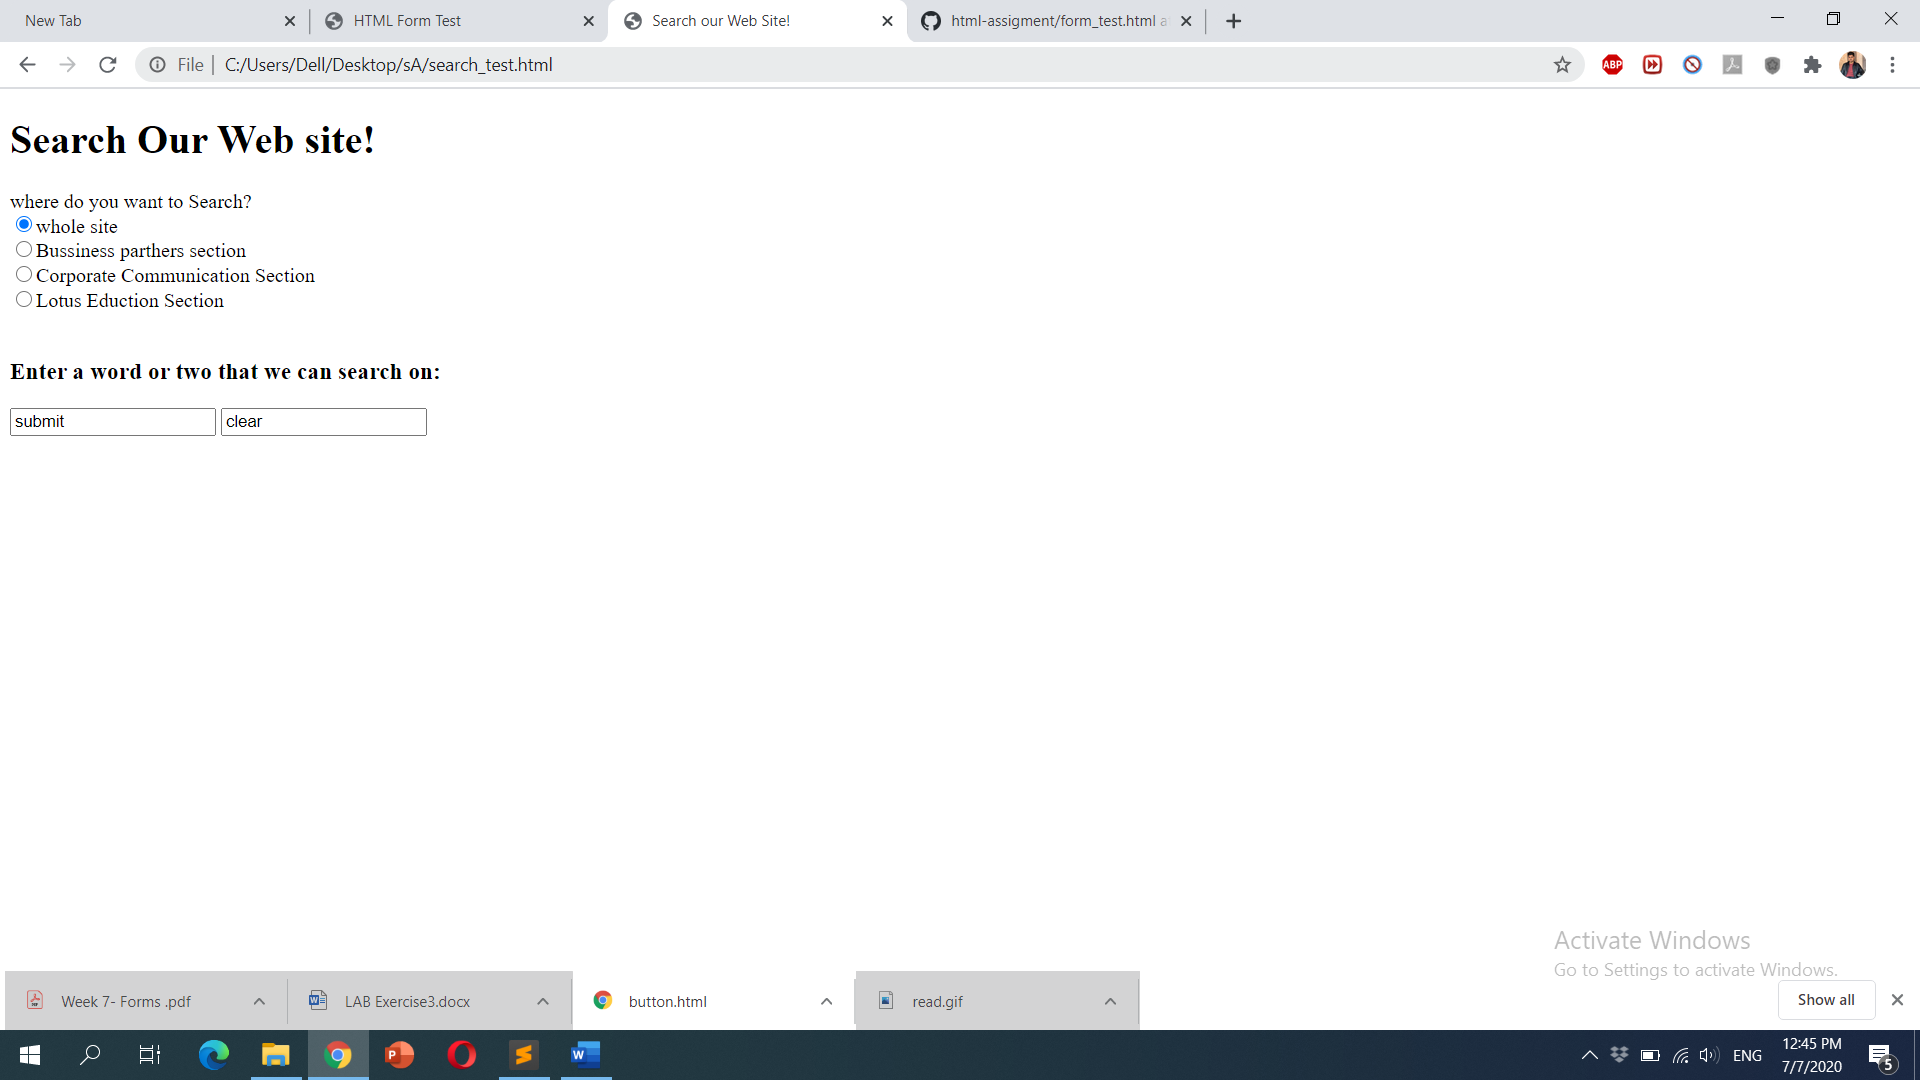 New Tab
HTML Form Test
Search our Web Site!
html-assigment/form_test.html a
File
C:/Users/Dell/Desktop/sA/search_test.html
ABP
Search Our Web site!
where do you want to Search?
whole site
Bussiness parthers section
Corporate Communication Section
Lotus Eduction Section
Enter a word or two that we can search on:
submit
clear
Activate Windows
Go to Settings to activate Windows.
Week 7- Forms .pdf
LAB Exercise3.docx
button.html
read.gif
Show all
ENG
12:45 PM
7/7/2020
5